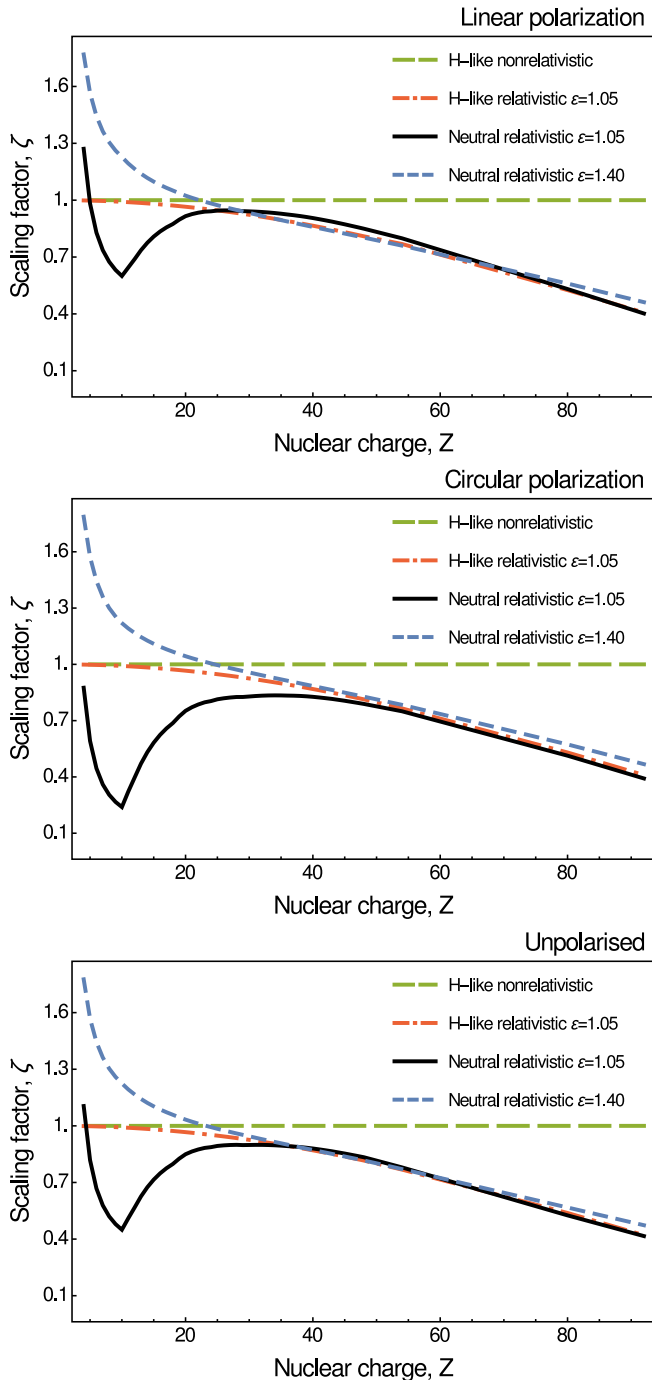 Linear polarization
H-like nonrelativistic
H-like relativistic ε=1.05
Neutral relativistic ε=1.05
Neutral relativistic ε=1.40
Scaling factor, ζ
1.6
1.3
1.
0.7
0.4
0.1
20 40 60 80
Nuclear charge, Z
Circular polarization
H-like nonrelativistic
H-like relativistic ε=1.05
Neutral relativistic ε=1.05
Neutral relativistic ε=1.40
Scaling factor, ζ
1.6
1.3
1.
0.7
0.4
0.1
20 40 60 80
Nuclear charge, Z
Unpolarised
H-like nonrelativistic
H-like relativistic ε=1.05
Neutral relativistic ε=1.05
Neutral relativistic ε=1.40
Scaling factor, ζ
1.6
1.3
1.
0.7
0.4
0.1
20 40 60 80
Nuclear charge, Z